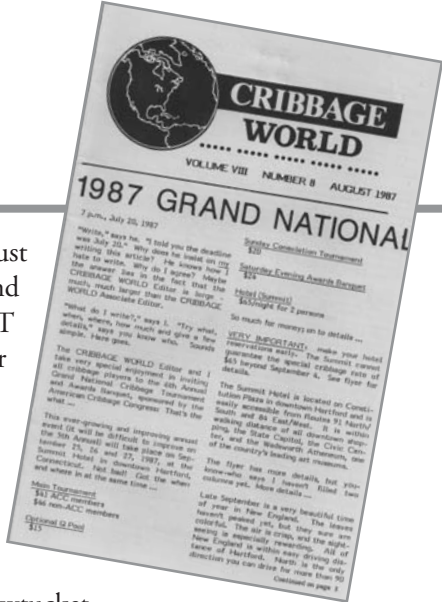 CRIBBAGE
WORLD
VOLUME VIII NUMBER 8 AUGUST 1987
1987 GRAND NATIONAL
7 p.m., July 20, 1987
"Write," says he. "I told you the deadline
was July 20." Why does he insist on my
writing this article? He knows how I
hate to write. Why do I agree? Maybe
the answer lies in the fact that the
CRIBBAGE WORLD Editor is large -
much, much larger than the CRIBBAGE
WORLD Associate Editor.
"What do I write?," says I. "Try what,
when, where, how much and give a few
details," says you know who. Sounds
simple. Here goes.
The CRIBBAGE WORLD Editor and I
take very special enjoyment in inviting
all cribbage players to the 6th Annual
Grand National Cribbage Tournament
and Awards Banquet, sponsored by the
American Cribbage Congress: That's the
what ...
This ever-growing and improving annual
event (it will be difficult to improve on
the 5th Annual) will take place on Sep-
tember 25, 26 and 27, 1987, at the
Summit Hotel in downtown Hartford,
Connecticut. Not bad! Got the when
and where in at the same time ...
Main Tournament
$41 ACC members
$46 non-ACC members
Optional Q Pool
$15
Sunday Consolation Tournament
$20
Saturday Evening Awards Banquet
$24
Hotel (Summit)
$65/night for 2 persons
So much for money; on to details ...
VERY IMPORTANT: make your hotel
reservations early. The Summit cannot
guarantee the special cribbage rate of
$65 beyond September 4. See flyer for
details.
The Summit Hotel is located on Consti-
tution Plaza in downtown Hartford and is
easily accessible from Routes 91 North/
South and 84 East/West. It is within
walking distance of all downtown shop-
ping, the State Capitol, the Civic Cen-
ter, and the Wadsworth Atheneum, one
of the country's leading art museums.
The flyer has more details, but you-
know-who says I haven't filled two
columns yet. More details ...
Late September is a very beautiful time
of year in New England. The leaves
haven't peaked yet, but they sure are
colorful. The air is crisp, and the sight-
seeing is especially rewarding. All of
New England is within easy driving dis-
tance of Hartford. North is the only
direction you can drive for more than 90
Continued on page
ust
nd
T
r